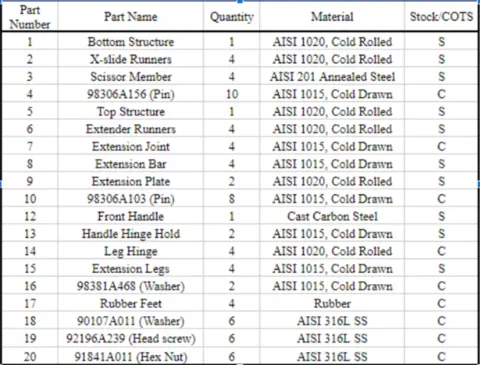 Part Number Part Name Quantity Material Stock/COTS
1 Bottom Structure 1 AISI 1020, Cold Rolled S
2 X-slide Runners 4 AISI 1020, Cold Rolled S
3 Scissor Member 4 AISI 201 Annealed Steel S
4 98306A156 (Pin) 10 AISI 1015, Cold Drawn C
5 Top Structure 1 AISI 1020, Cold Rolled S
6 Extender Runners 4 AISI 1020, Cold Rolled S
7 Extension Joint 4 AISI 1015, Cold Drawn C
8 Extension Bar 4 AISI 1015, Cold Drawn S
9 Extension Plate 2 AISI 1020, Cold Rolled S
10 98306A103 (Pin) 8 AISI 1015, Cold Drawn C
12 Front Handle 1 Cast Carbon Steel S
13 Handle Hinge Hold 2 AISI 1015, Cold Drawn S
14 Leg Hinge 4 AISI 1020, Cold Rolled C
15 Extension Legs 4 AISI 1015, Cold Drawn S
16 98381A468 (Washer) 2 AISI 1015, Cold Drawn C
17 Rubber Feet 4 Rubber C
18 90107A011 (Washer) 6 AISI 316L SS C
19 92196A239 (Head screw) 6 AISI 316L SS C
20 91841A011 (Hex Nut) 6 AISI 316L SS C